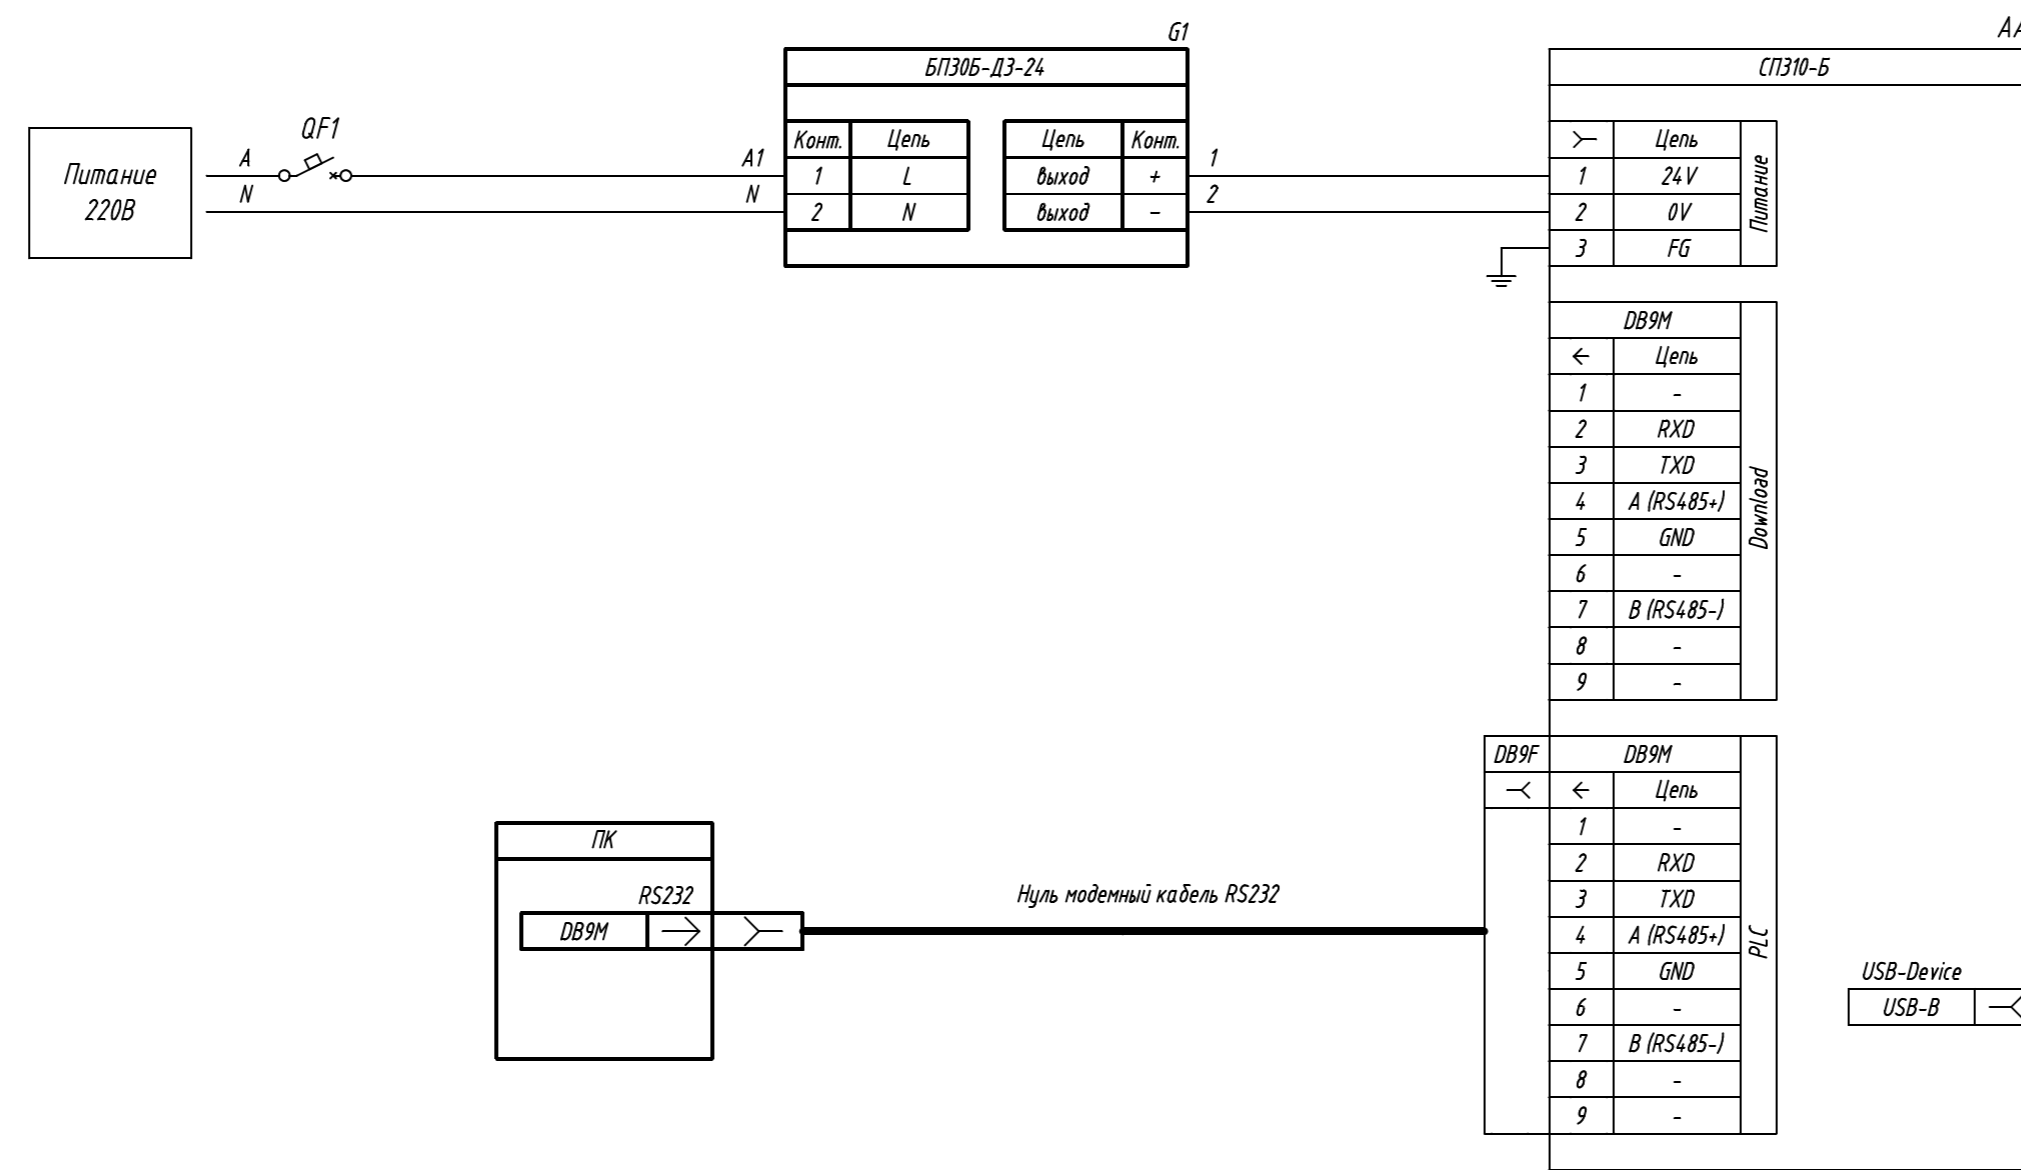 G1
AA
БП30Б-Д3-24
СП310-Б
Питание
220В
QF1
A
N
A1
N
Конт. Цепь
1 L
2 N
Цепь Конт.
выход +
выход -
1
2
Цепь
1 24V
2 0V
3 FG
Питание
DB9M
Цепь
1 -
2 RXD
3 TXD
4 A (RS485+)
5 GND
6 -
7 B (RS485-)
8 -
9 -
Download
DB9F DB9M
Цепь
1 -
2 RXD
3 TXD
4 A (RS485+)
5 GND
6 -
7 B (RS485-)
8 -
9 -
PLC
ПК
RS232
DB9M
Нуль модемный кабель RS232
USB-Device
USB-B